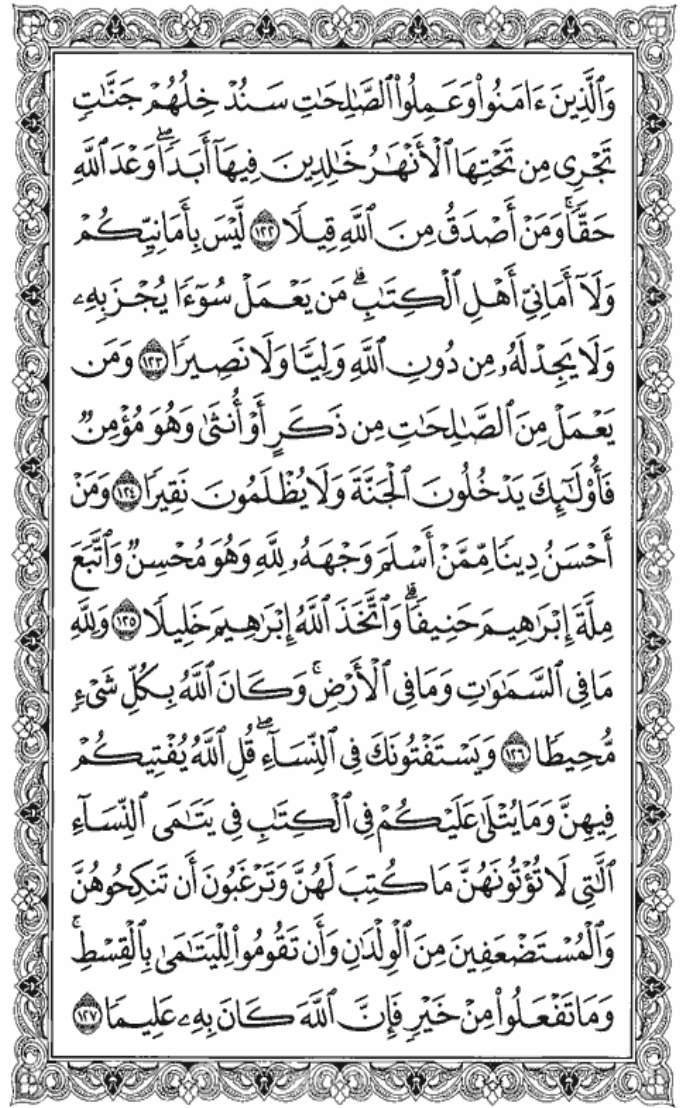 وَٱلَّذِينَ ءَامَنُوا۟ وَعَمِلُوا۟ ٱلصَّٰلِحَٰتِ سَنُدْخِلُهُمْ جَنَّٰتٍ
تَجْرِى مِن تَحْتِهَا ٱلْأَنْهَٰرُ خَٰلِدِينَ فِيهَآ أَبَدًا ۖ وَعْدَ ٱللَّهِ
حَقًّا ۚ وَمَنْ أَصْدَقُ مِنَ ٱللَّهِ قِيلًا ١٢٢ لَّيْسَ بِأَمَانِيِّكُمْ
وَلَآ أَمَانِىِّ أَهْلِ ٱلْكِتَٰبِ ۗ مَن يَعْمَلْ سُوٓءًا يُجْزَ بِهِۦ
وَلَا يَجِدْ لَهُۥ مِن دُونِ ٱللَّهِ وَلِيًّا وَلَا نَصِيرًا ١٢٣ وَمَن
يَعْمَلْ مِنَ ٱلصَّٰلِحَٰتِ مِن ذَكَرٍ أَوْ أُنثَىٰ وَهُوَ مُؤْمِنٌ
فَأُو۟لَٰٓئِكَ يَدْخُلُونَ ٱلْجَنَّةَ وَلَا يُظْلَمُونَ نَقِيرًا ١٢٤ وَمَنْ
أَحْسَنُ دِينًا مِّمَّنْ أَسْلَمَ وَجْهَهُۥ لِلَّهِ وَهُوَ مُحْسِنٌ وَٱتَّبَعَ
مِلَّةَ إِبْرَٰهِيمَ حَنِيفًا ۗ وَٱتَّخَذَ ٱللَّهُ إِبْرَٰهِيمَ خَلِيلًا ١٢٥ وَلِلَّهِ
مَا فِى ٱلسَّمَٰوَٰتِ وَمَا فِى ٱلْأَرْضِ ۚ وَكَانَ ٱللَّهُ بِكُلِّ شَىْءٍ
مُّحِيطًا ١٢٦ وَيَسْتَفْتُونَكَ فِى ٱلنِّسَآءِ ۖ قُلِ ٱللَّهُ يُفْتِيكُمْ
فِيهِنَّ وَمَا يُتْلَىٰ عَلَيْكُمْ فِى ٱلْكِتَٰبِ فِى يَتَٰمَى ٱلنِّسَآءِ
ٱلَّٰتِى لَا تُؤْتُونَهُنَّ مَا كُتِبَ لَهُنَّ وَتَرْغَبُونَ أَن تَنكِحُوهُنَّ
وَٱلْمُسْتَضْعَفِينَ مِنَ ٱلْوِلْدَٰنِ وَأَن تَقُومُوا۟ لِلْيَتَٰمَىٰ بِٱلْقِسْطِ ۚ
وَمَا تَفْعَلُوا۟ مِنْ خَيْرٍ فَإِنَّ ٱللَّهَ كَانَ بِهِۦ عَلِيمًا ١٢٧